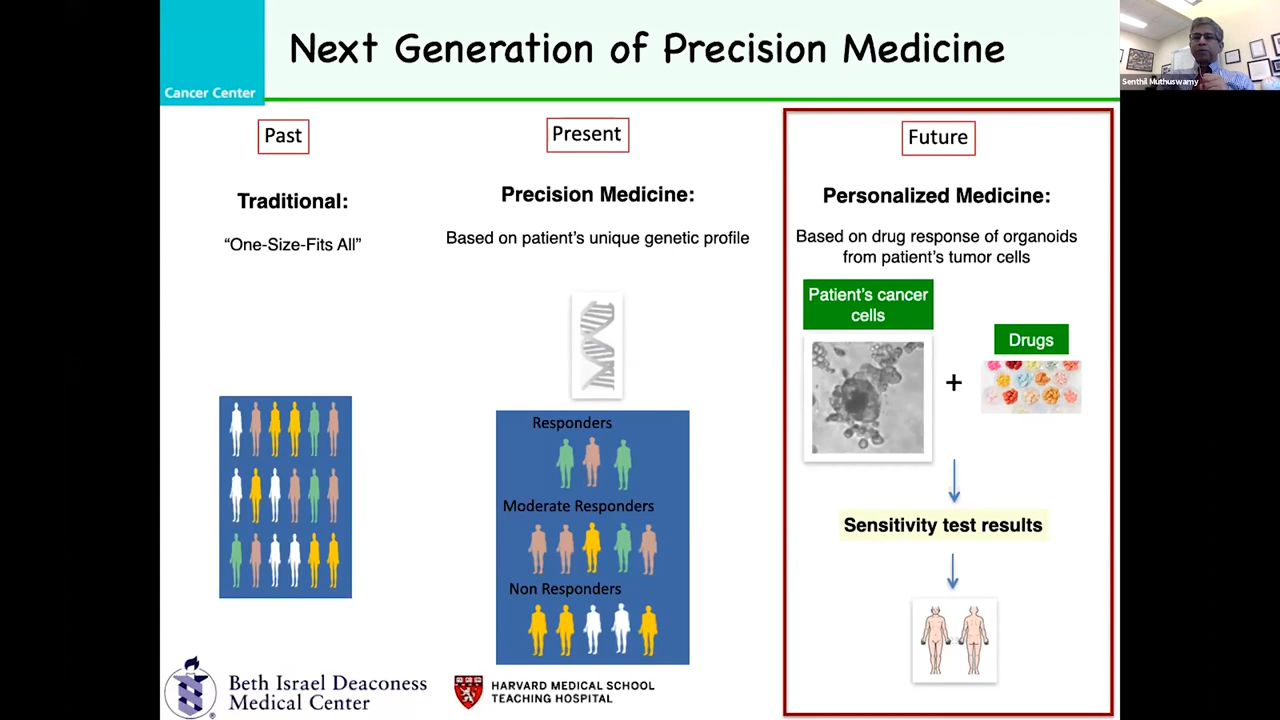 Next Generation of Precision Medicine
Cancer Center
Senthil Muthuswamy
Past
Traditional:
“One-Size-Fits All”
Present
Precision Medicine:
Based on patient’s unique genetic profile
Responders
Moderate Responders
Non Responders
Future
Personalized Medicine:
Based on drug response of organoids
from patient’s tumor cells
Patient’s cancer
cells
+
Drugs
Sensitivity test results
Beth Israel Deaconess
Medical Center
®
HARVARD MEDICAL SCHOOL
TEACHING HOSPITAL